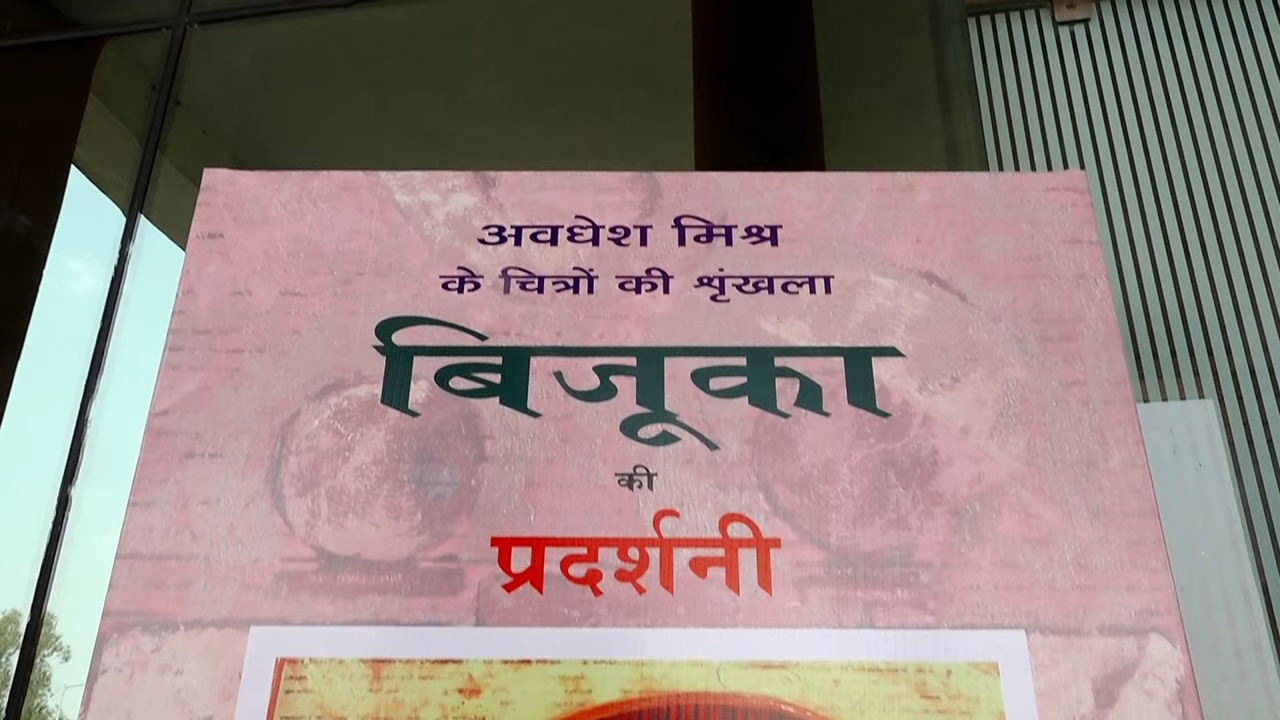 अवधेश मिश्र
के चित्रों की श्रृंखला
बिजूका
की
प्रदर्शनी